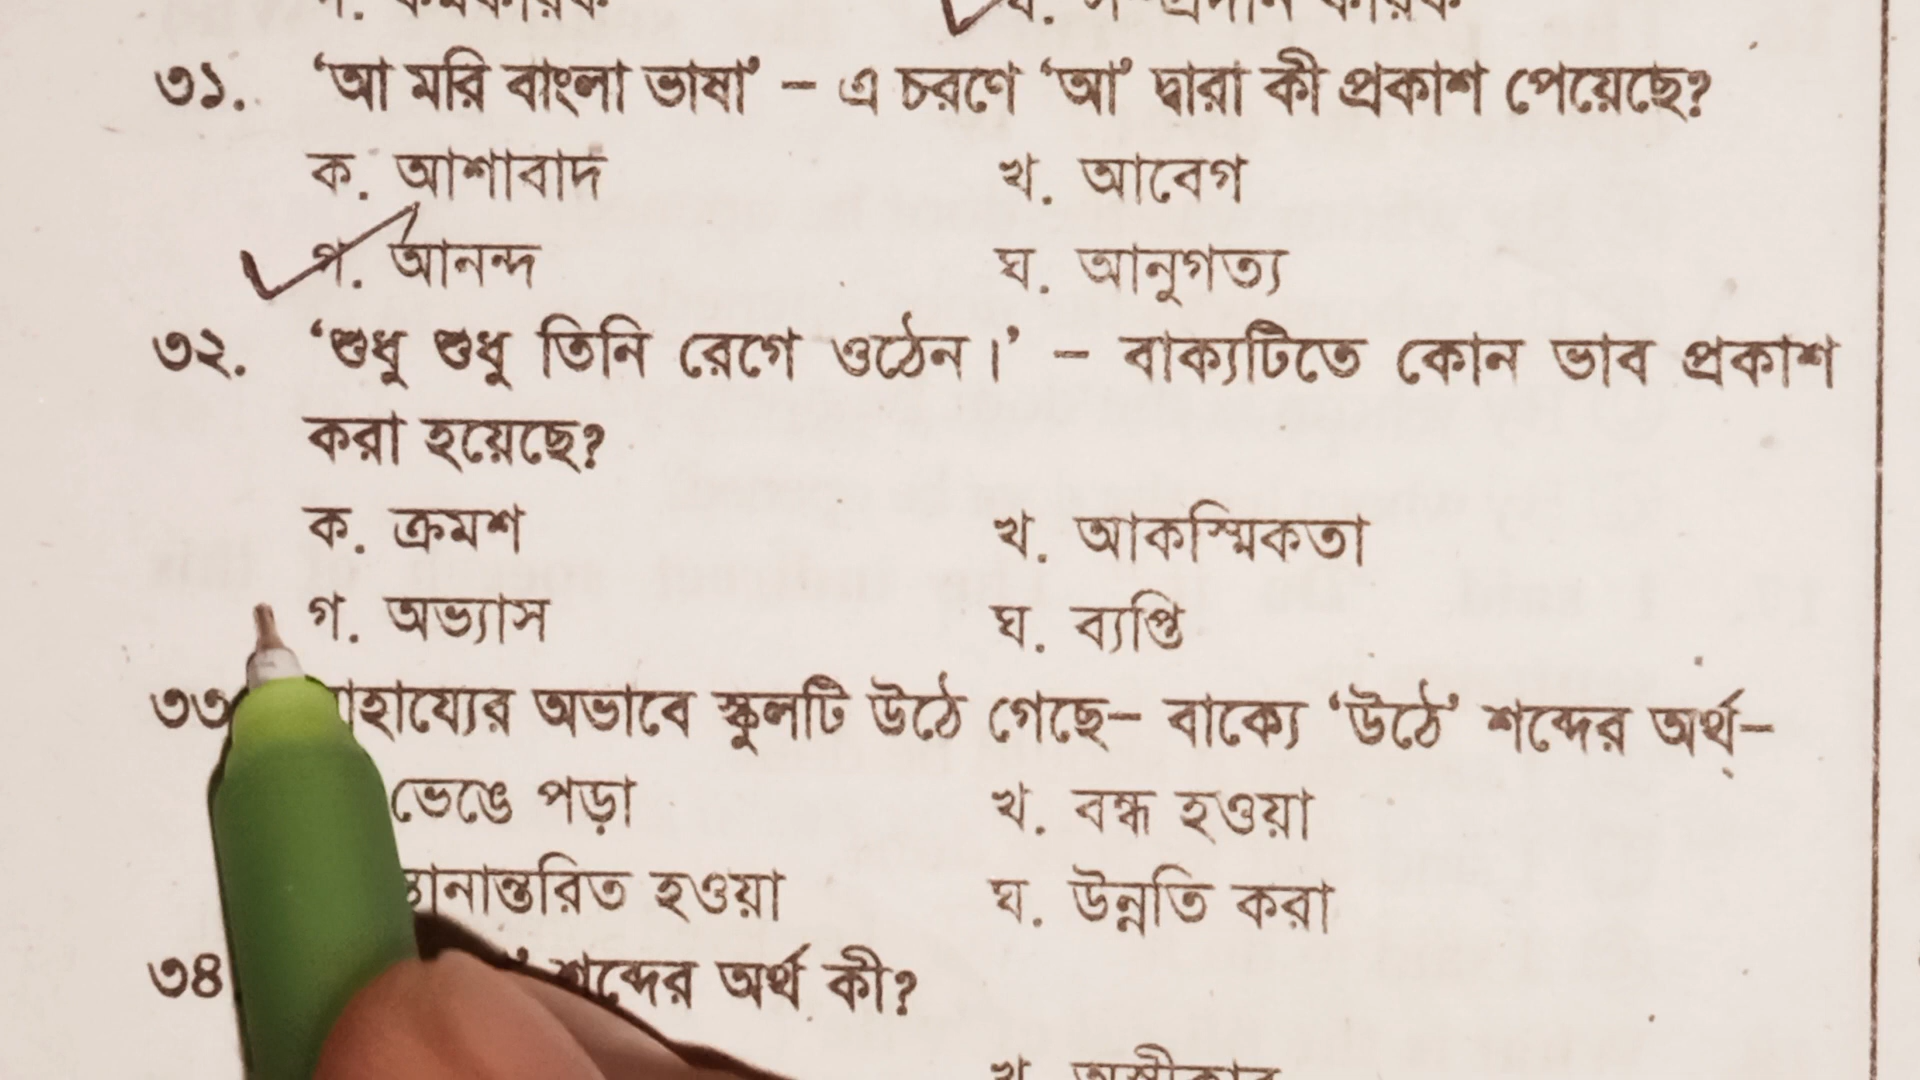 ৩১. ‘আ মরি বাংলা ভাষা’ – এ চরণে ‘আ’ দ্বারা কী প্রকাশ পেয়েছে?
ক. আশাবাদ খ. আবেগ
গ. আনন্দ ঘ. আনুগত্য
৩২. ‘শুধু শুধু তিনি রেগে ওঠেন।’ – বাক্যটিতে কোন ভাব প্রকাশ
করা হয়েছে?
ক. ক্রমশ খ. আকস্মিকতা
গ. অভ্যাস ঘ. ব্যপ্তি
৩৩ অভাবে স্কুলটি উঠে গেছে– বাক্যে ‘উঠে’ শব্দের অর্থ–
ভেঙে পড়া খ. বন্ধ হওয়া
হওয়া ঘ. উন্নতি করা
৩৪ শব্দের অর্থ কী?